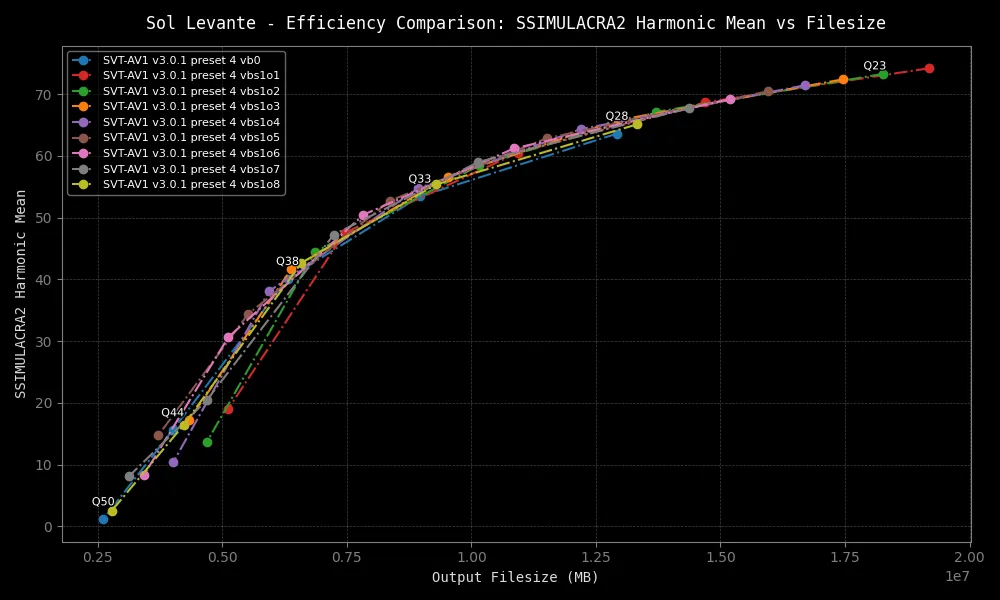 Sol Levante - Efficiency Comparison: SSIMULACRA2 Harmonic Mean vs Filesize
SVT-AV1 v3.0.1 preset 4 vb0
SVT-AV1 v3.0.1 preset 4 vbs1o1
SVT-AV1 v3.0.1 preset 4 vbs1o2
SVT-AV1 v3.0.1 preset 4 vbs1o3
SVT-AV1 v3.0.1 preset 4 vbs1o4
SVT-AV1 v3.0.1 preset 4 vbs1o5
SVT-AV1 v3.0.1 preset 4 vbs1o6
SVT-AV1 v3.0.1 preset 4 vbs1o7
SVT-AV1 v3.0.1 preset 4 vbs1o8
Q23
Q28
Q33
Q38
Q44
Q50
SSIMULACRA2 Harmonic Mean
70
60
50
40
30
20
10
0
0.25 0.50 0.75 1.00 1.25 1.50 1.75 2.00
1e7
Output Filesize (MB)